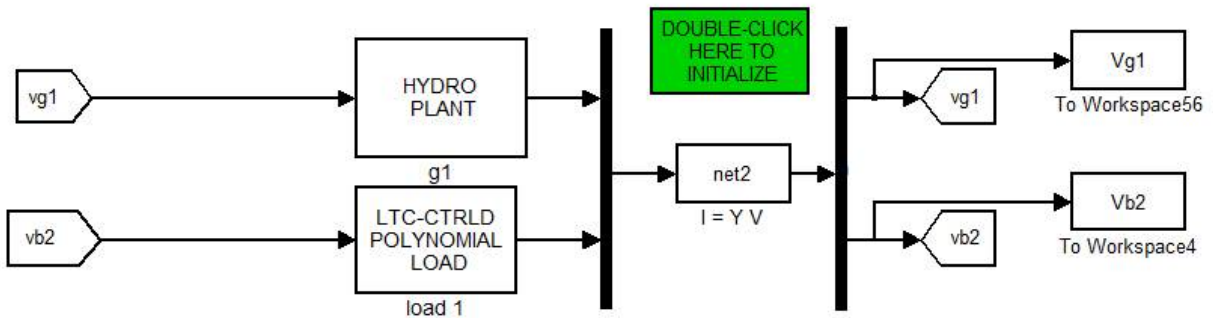 DOUBLE-CLICK
HERE TO
INITIALIZE
vg1
HYDRO
PLANT
g1
vg1
Vg1
To Workspace56
net2
I = Y V
vb2
LTC-CTRLD
POLYNOMIAL
LOAD
load 1
vb2
Vb2
To Workspace4